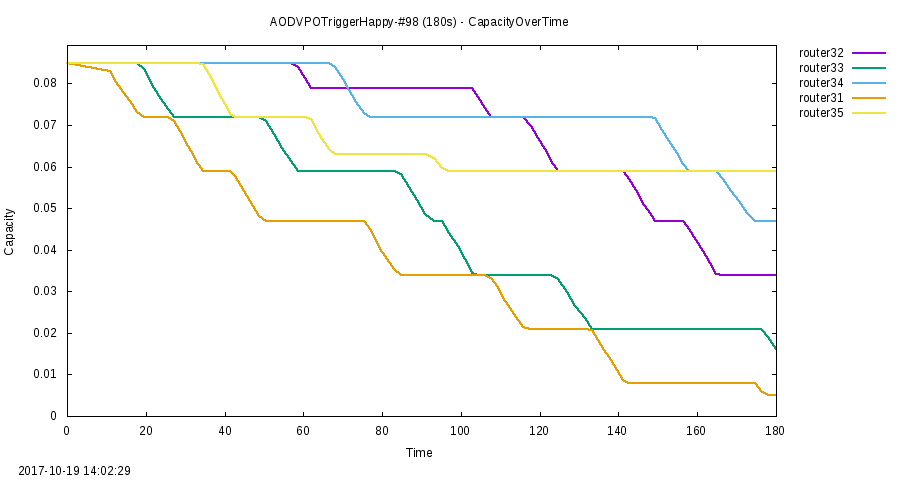 AODVPOTriggerHappy-#98 (180s) - CapacityOverTime
router32
router33
router34
router31
router35
0.08
0.07
0.06
0.05
0.04
0.03
0.02
0.01
0
Capacity
0 20 40 60 80 100 120 140 160 180
Time
2017-10-19 14:02:29